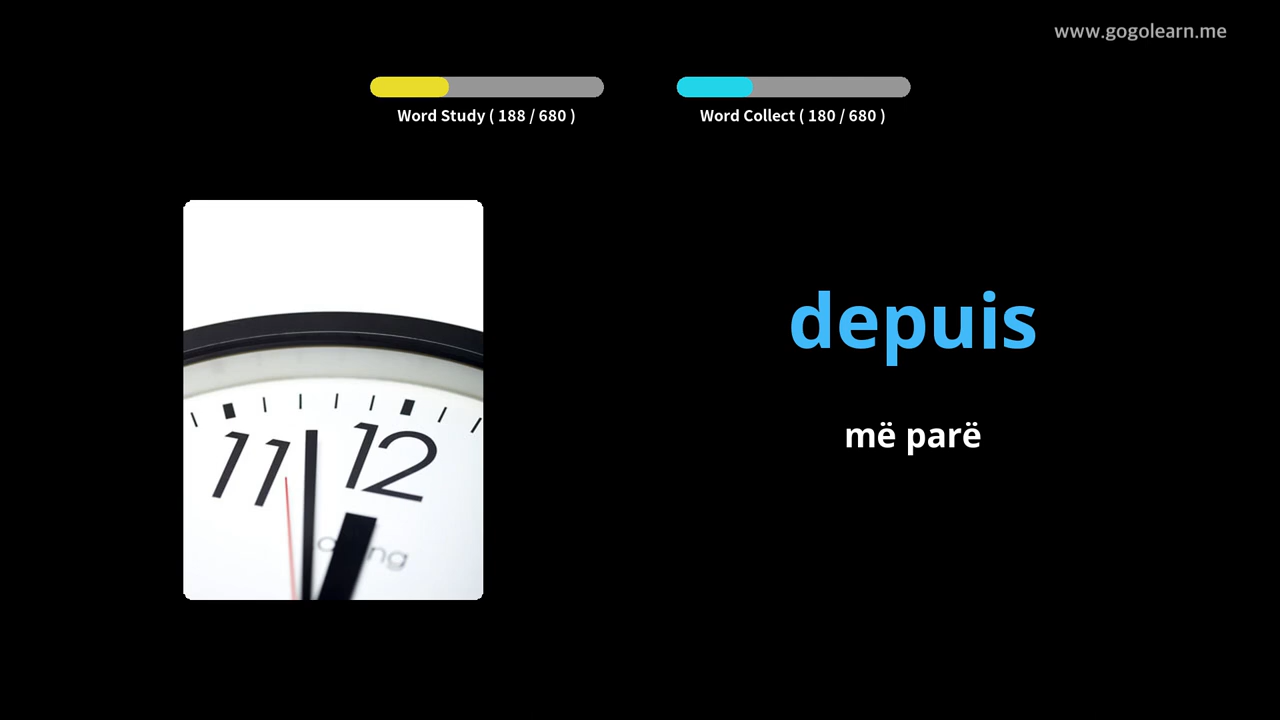 www.gogolearn.me
Word Study ( 188 / 680 )
Word Collect ( 180 / 680 )
depuis
më parë
11
12